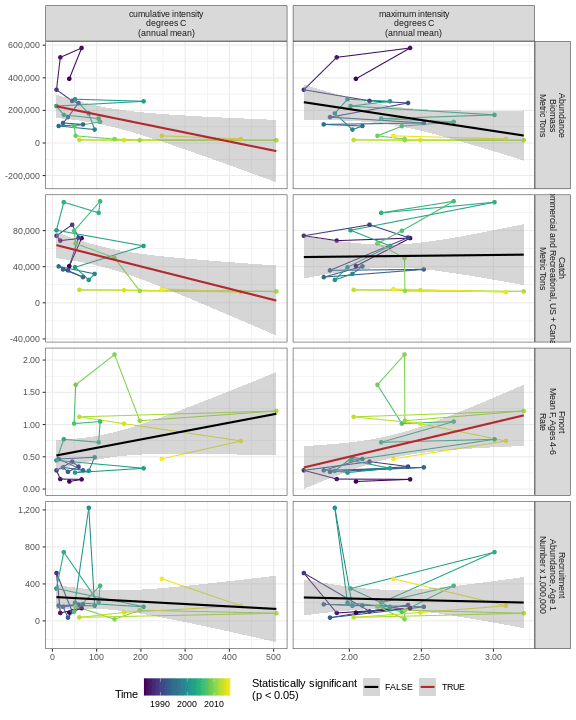 cumulative intensity
degrees C
(annual mean)
maximum intensity
degrees C
(annual mean)
600,000
400,000
200,000
0
-200,000
Abundance
Biomass
Metric Tons
80,000
40,000
0
-40,000
Catch
mmercial and Recreational, US + Cana
Metric Tons
2.00
1.50
1.00
0.50
0.00
Fmort
Mean F, Ages 4-6
Rate
1,200
800
400
0
Recruitment
Abundance, Age 1
Number x 1,000,000
0 100 200 300 400 500
2.00 2.50 3.00
Time
1990 2000 2010
Statistically significant
(p < 0.05)
FALSE
TRUE